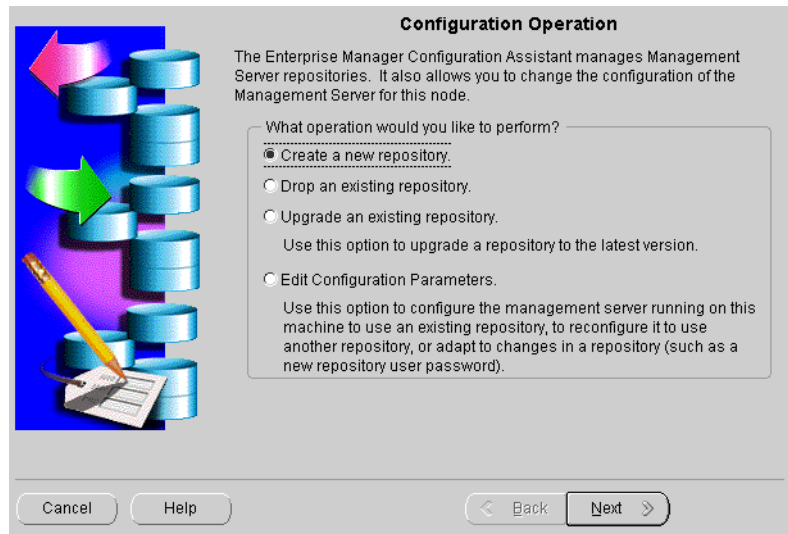 Configuration Operation
The Enterprise Manager Configuration Assistant manages Management
Server repositories. It also allows you to change the configuration of the
Management Server for this node.
What operation would you like to perform?
Create a new repository.
Drop an existing repository.
Upgrade an existing repository.
Use this option to upgrade a repository to the latest version.
Edit Configuration Parameters.
Use this option to configure the management server running on this
machine to use an existing repository, to reconfigure it to use
another repository, or adapt to changes in a repository (such as a
new repository user password).
Cancel
Help
Back
Next